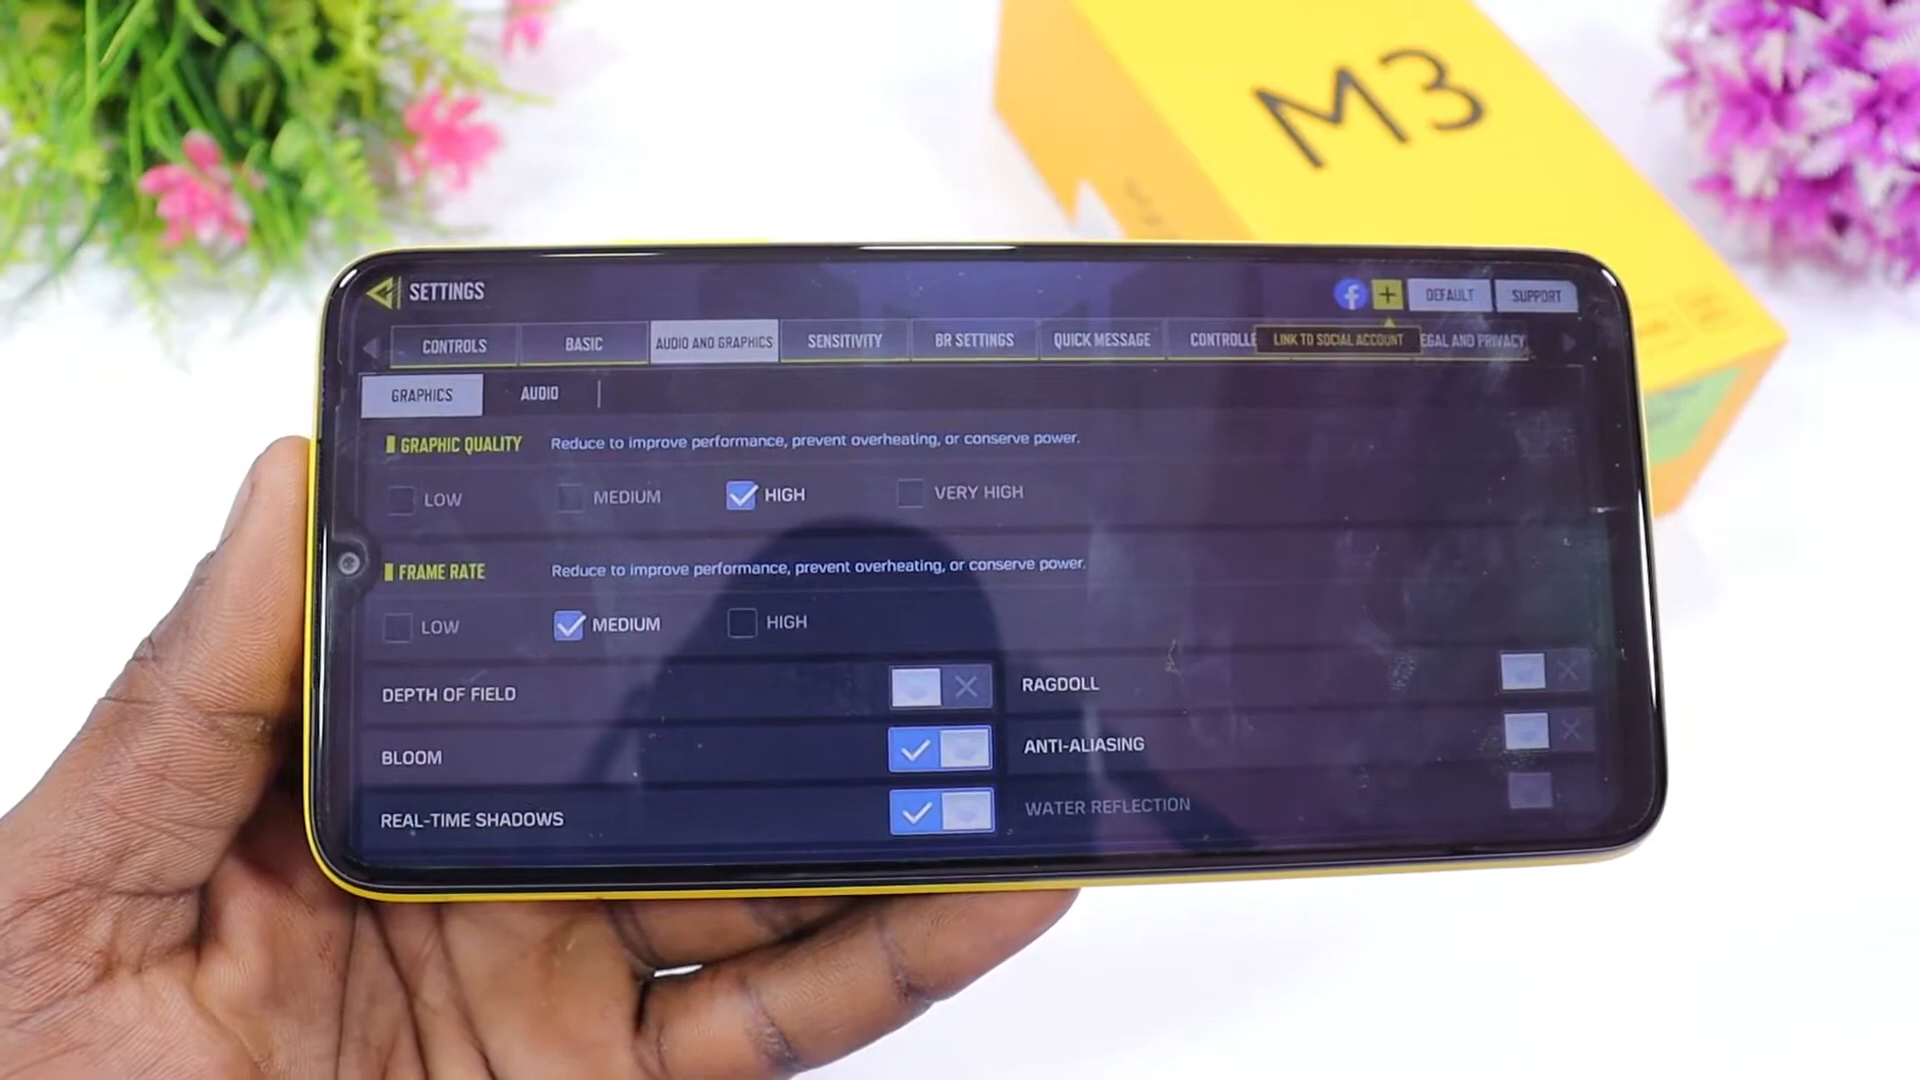 M3
SETTINGS
DEFAULT
SUPPORT
CONTROLS
BASIC
AUDIO AND GRAPHICS
SENSITIVITY
BR SETTINGS
QUICK MESSAGE
CONTROLLE
LINK TO SOCIAL ACCOUNT
EGAL AND PRIVACY
GRAPHICS
AUDIO
GRAPHIC QUALITY
Reduce to improve performance, prevent overheating, or conserve power.
LOW
MEDIUM
HIGH
VERY HIGH
FRAME RATE
Reduce to improve performance, prevent overheating, or conserve power.
LOW
MEDIUM
HIGH
DEPTH OF FIELD
RAGDOLL
BLOOM
ANTI-ALIASING
REAL-TIME SHADOWS
WATER REFLECTION